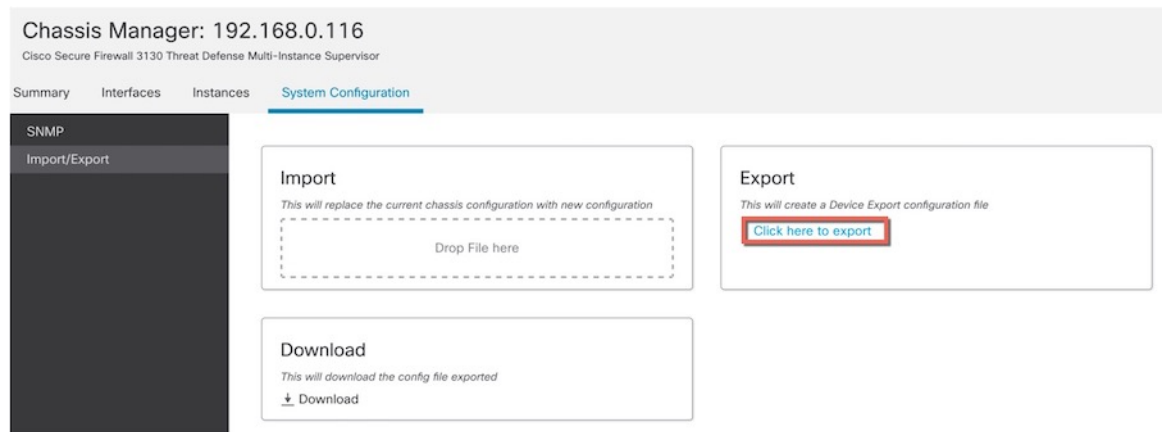 Chassis Manager: 192.168.0.116
Cisco Secure Firewall 3130 Threat Defense Multi-Instance Supervisor
Summary Interfaces Instances System Configuration
SNMP
Import/Export
Import
This will replace the current chassis configuration with new configuration
Drop File here
Export
This will create a Device Export configuration file
Click here to export
Download
This will download the config file exported
Download